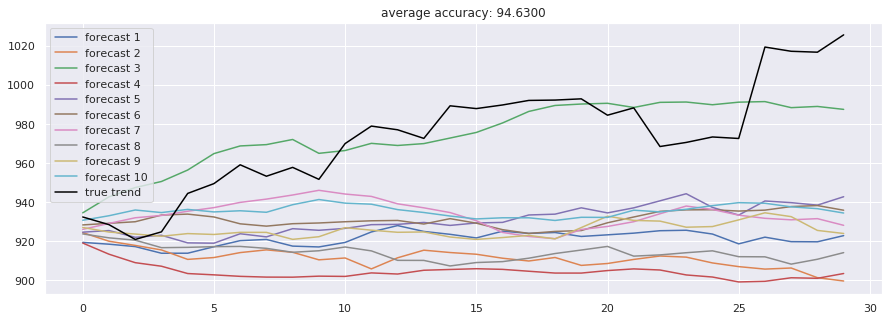 average accuracy: 94.6300
forecast 1
forecast 2
forecast 3
forecast 4
forecast 5
forecast 6
forecast 7
forecast 8
forecast 9
forecast 10
true trend
1020
1000
980
960
940
920
900
0 5 10 15 20 25 30